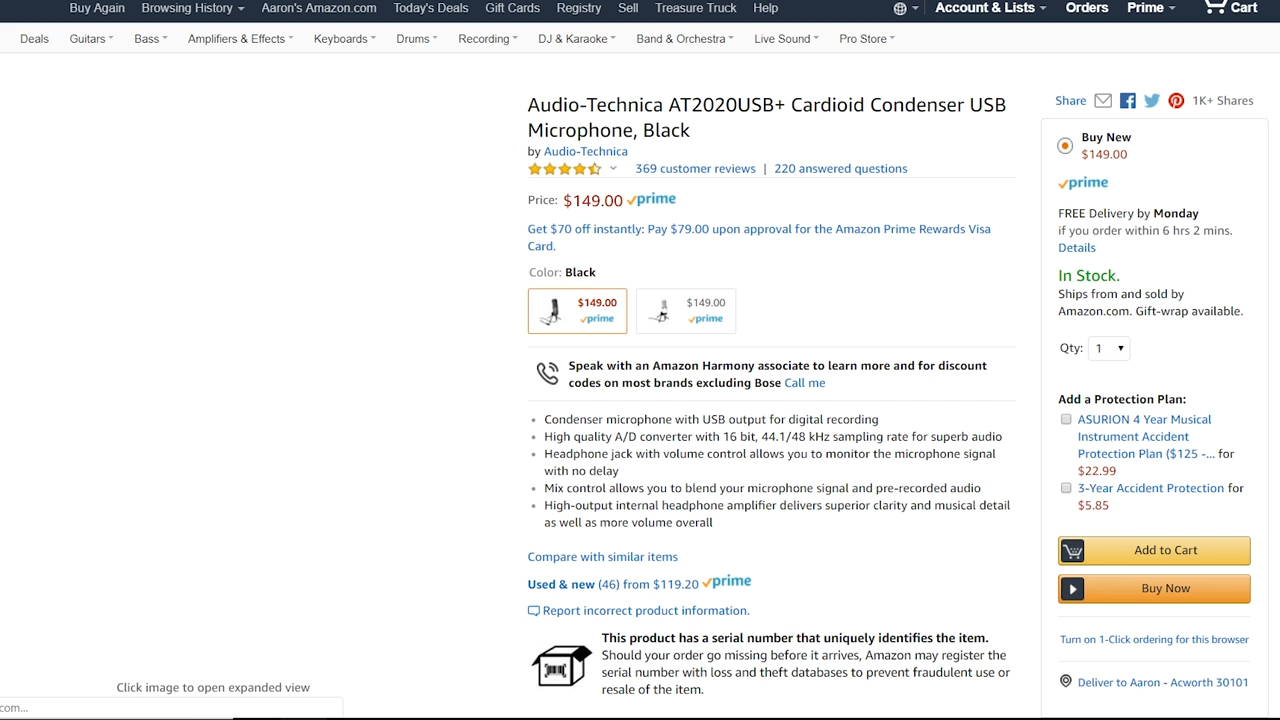 Buy Again Browsing History Aaron's Amazon.com Today's Deals Gift Cards Registry Sell Treasure Truck Help Account & Lists Orders Prime Cart
Deals Guitars Bass Amplifiers & Effects Keyboards Drums Recording DJ & Karaoke Band & Orchestra Live Sound Pro Store
Audio-Technica AT2020USB+ Cardioid Condenser USB
Microphone, Black
by Audio-Technica
369 customer reviews | 220 answered questions
Price: $149.00 prime
Get $70 off instantly: Pay $79.00 upon approval for the Amazon Prime Rewards Visa
Card.
Color: Black
$149.00 $149.00
prime prime
Speak with an Amazon Harmony associate to learn more and for discount
codes on most brands excluding Bose Call me
• Condenser microphone with USB output for digital recording
• High quality A/D converter with 16 bit, 44.1/48 kHz sampling rate for superb audio
• Headphone jack with volume control allows you to monitor the microphone signal
with no delay
• Mix control allows you to blend your microphone signal and pre-recorded audio
• High-output internal headphone amplifier delivers superior clarity and musical detail
as well as more volume overall
Compare with similar items
Used & new (46) from $119.20 prime
Report incorrect product information.
This product has a serial number that uniquely identifies the item.
Should your order go missing before it arrives, Amazon may register the
serial number with loss and theft databases to prevent fraudulent use or
resale of the item.
Click image to open expanded view
com...
Share 1K+ Shares
Buy New
$149.00
prime
FREE Delivery by Monday
if you order within 6 hrs 2 mins.
Details
In Stock.
Ships from and sold by
Amazon.com. Gift-wrap available.
Qty: 1
Add a Protection Plan:
ASURION 4 Year Musical
Instrument Accident
Protection Plan ($125 -... for
$22.99
3-Year Accident Protection for
$5.85
Add to Cart
Buy Now
Turn on 1-Click ordering for this browser
Deliver to Aaron - Acworth 30101